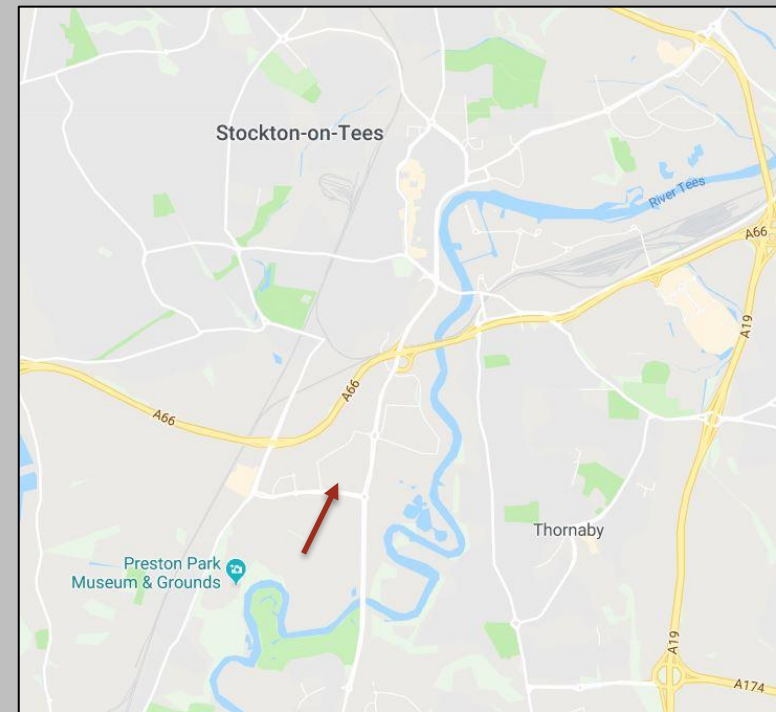 Stockton-on-Tees
River Tees
A66
A19
A66
A66
Thornaby
Preston Park
Museum & Grounds
A19
A174